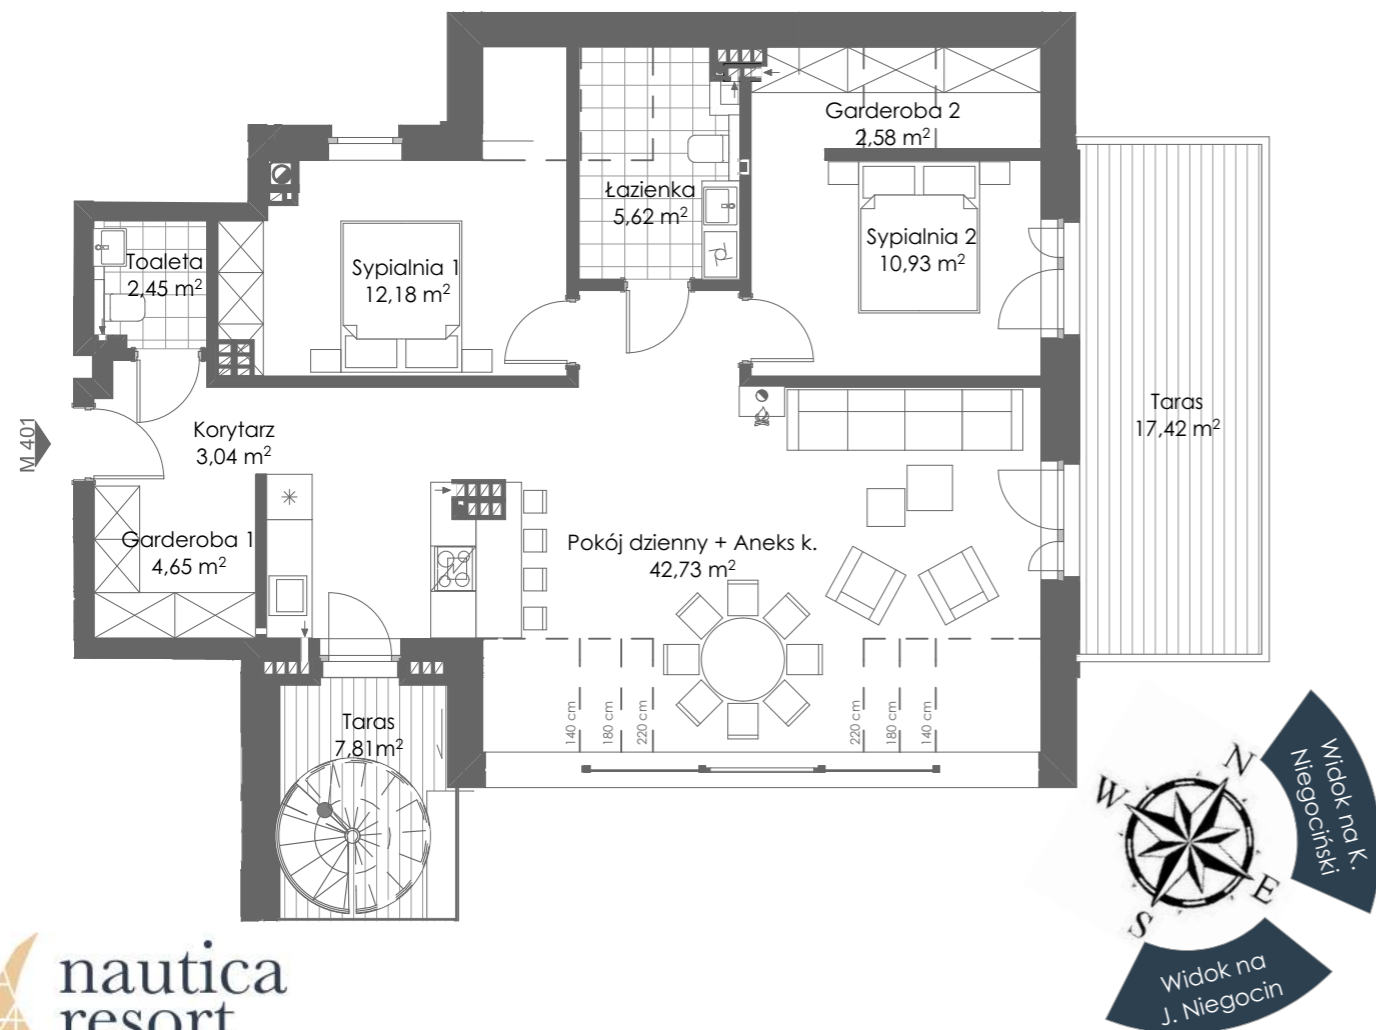 Garderoba 2
2,58 m²
Łazienka
5,62 m²
Sypialnia 2
10,93 m²
Toaleta
2,45 m²
Sypialnia 1
12,18 m²
Taras
17,42 m²
M 401
Korytarz
3,04 m²
Garderoba 1
4,65 m²
Pokój dzienny + Aneks k.
42,73 m²
Taras
7,81m²
140 cm
180 cm
220 cm
220 cm
180 cm
140 cm
N
W
E
S
Widok na K.
Niegociński
Widok na
J. Niegocin
nautica
resort